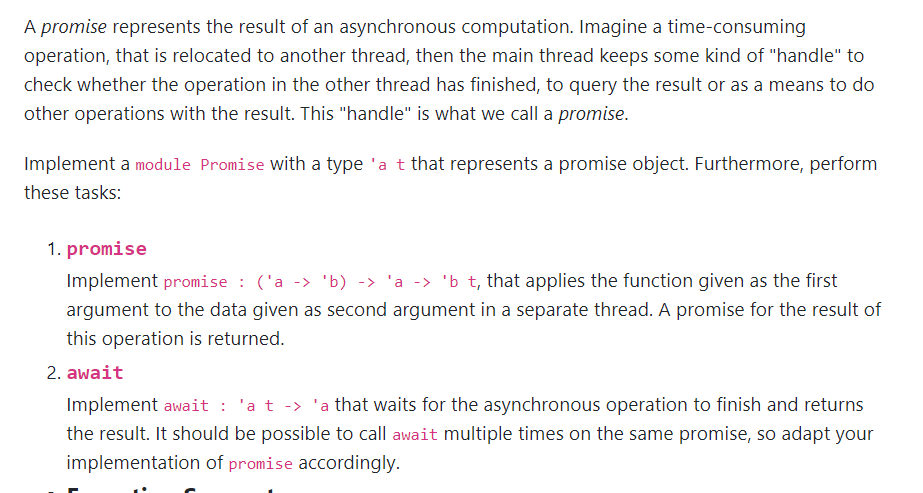 A promise represents the result of an asynchronous computation. Imagine a time-consuming
operation, that is relocated to another thread, then the main thread keeps some kind of "handle" to
check whether the operation in the other thread has finished, to query the result or as a means to do
other operations with the result. This "handle" is what we call a promise.
Implement a module Promise with a type 'a t that represents a promise object. Furthermore, perform
these tasks:
1. promise
Implement promise : ('a -> 'b) -> 'a -> 'b t, that applies the function given as the first
argument to the data given as second argument in a separate thread. A promise for the result of
this operation is returned.
2. await
Implement await : 'a t -> 'a that waits for the asynchronous operation to finish and returns
the result. It should be possible to call await multiple times on the same promise, so adapt your
implementation of promise accordingly.